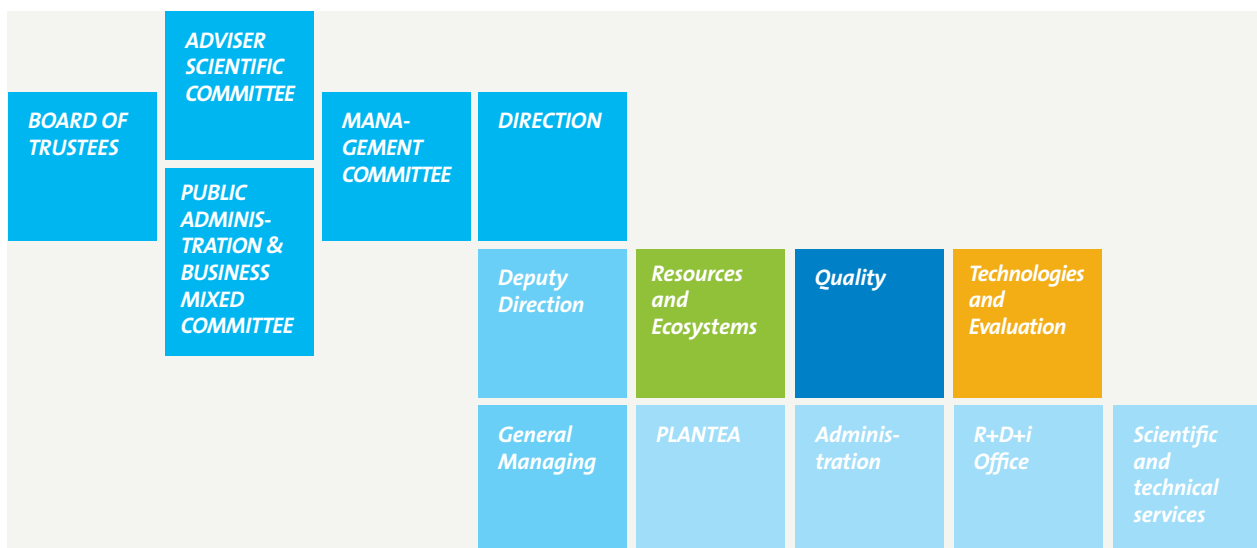 ADVISER
SCIENTIFIC
COMMITTEE
BOARD OF
TRUSTEES
MANA-
GEMENT
COMMITTEE
DIRECTION
PUBLIC
ADMINIS-
TRATION &
BUSINESS
MIXED
COMMITTEE
Deputy
Direction
Resources
and
Ecosystems
Quality
Technologies
and
Evaluation
General
Managing
PLANTEA
Adminis-
tration
R+D+i
Office
Scientific
and
technical
services